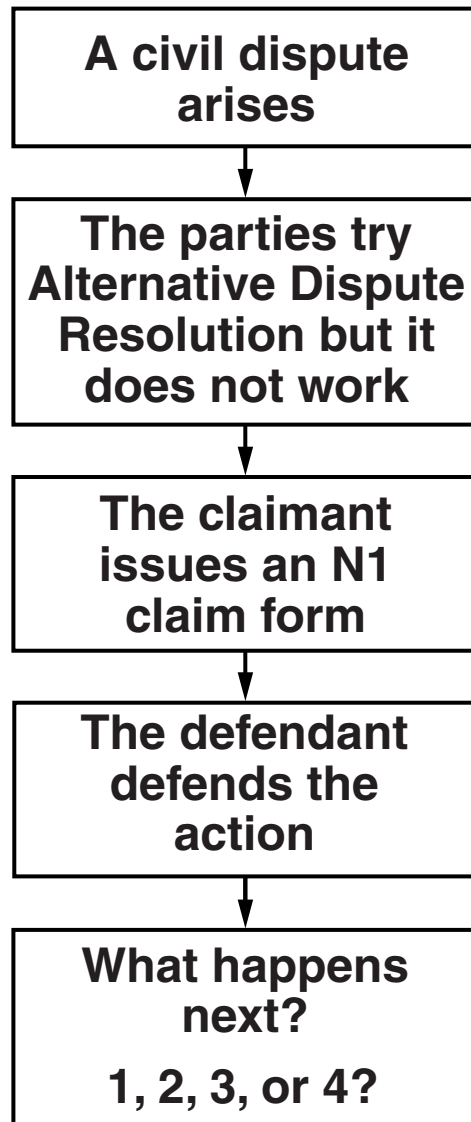 A civil dispute
arises
The parties try
Alternative Dispute
Resolution but it
does not work
The claimant
issues an N1
claim form
The defendant
defends the
action
What happens
next?
1, 2, 3, or 4?